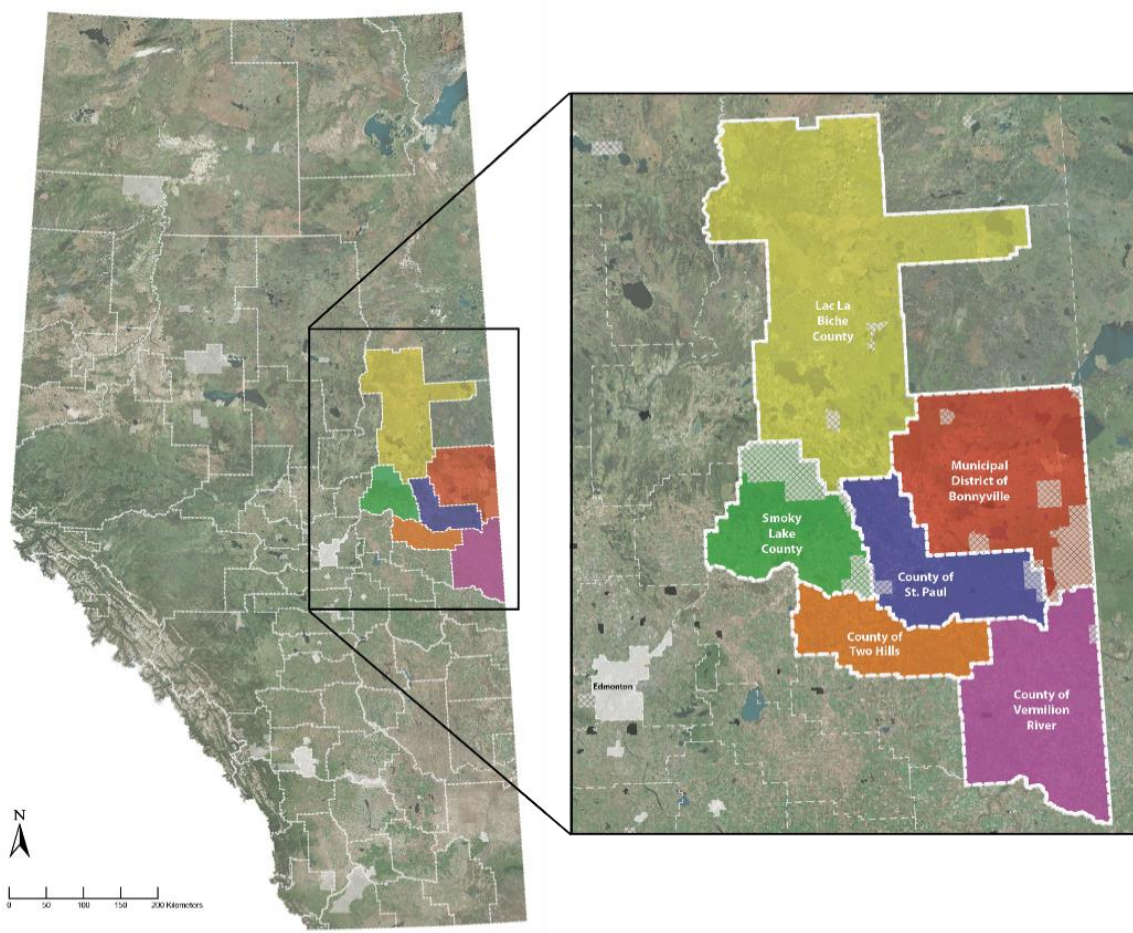 Lac La
Biche
County
Municipal
District of
Bonnyville
Smoky
Lake
County
County of
St. Paul
County of
Two Hills
Edmonton
County of
Vermilion
River
N
0 50 100 150 200 Kilometers